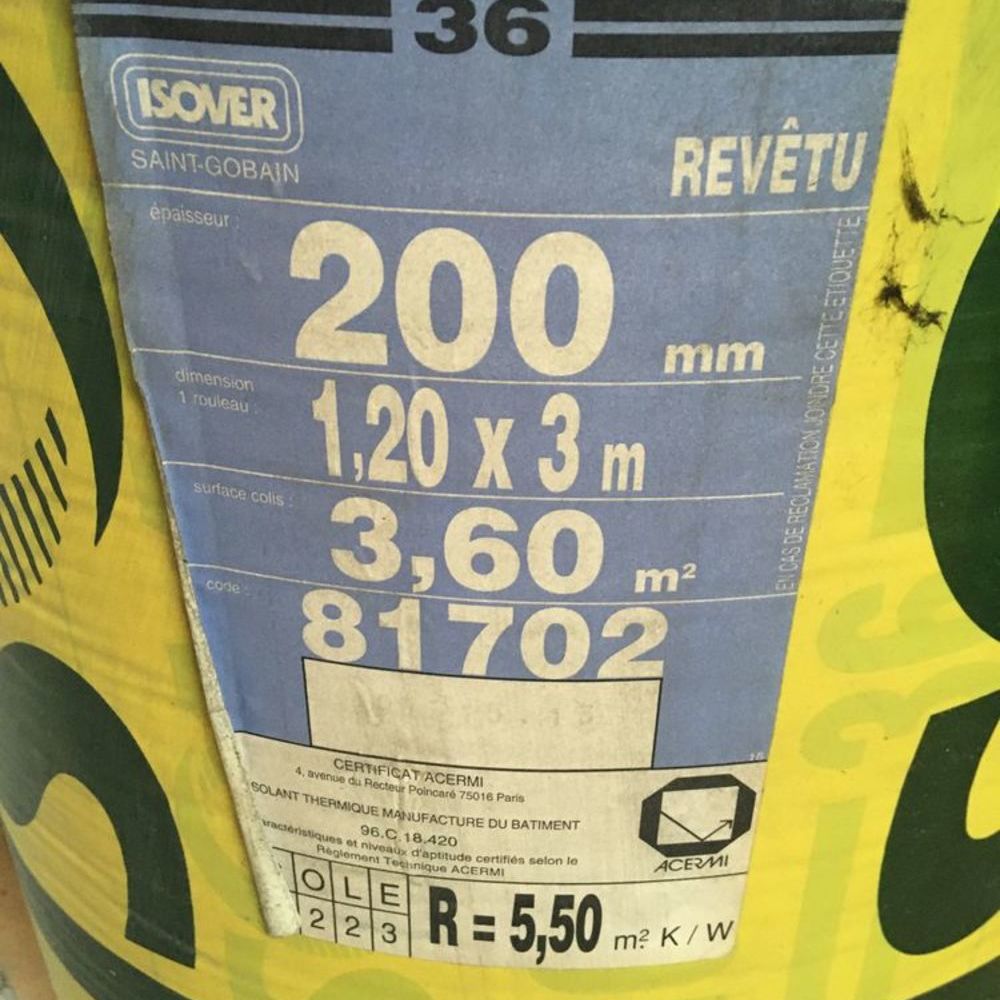 36
ISOVER
SAINT-GOBAIN
REVÊTU
épaisseur :
200 mm
dimension
1 rouleau :
1,20 x 3 m
surface colis :
3,60 m²
code :
81702
EN CAS DE RÉCLAMATION JOINDRE CETTE ETIQUETTE
CERTIFICAT ACERMI
4, avenue du Recteur Poincaré 75016 Paris
SOLANT THERMIQUE MANUFACTURE DU BATIMENT
96.C.18.420
aractéristiques et niveaux d'aptitude certifiés selon le
Règlement Technique ACERMI
ACERMI
O L E
2 2 3
R = 5,50 m² K / W